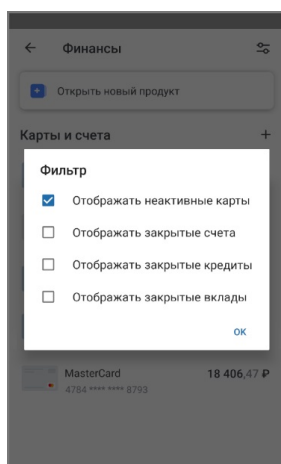 Финансы
Открыть новый продукт
Карты и счета
Фильтр
Отображать неактивные карты
Отображать закрытые счета
Отображать закрытые кредиты
Отображать закрытые вклады
ОК
MasterCard 18 406,47 ₽
4784 **** **** 8793